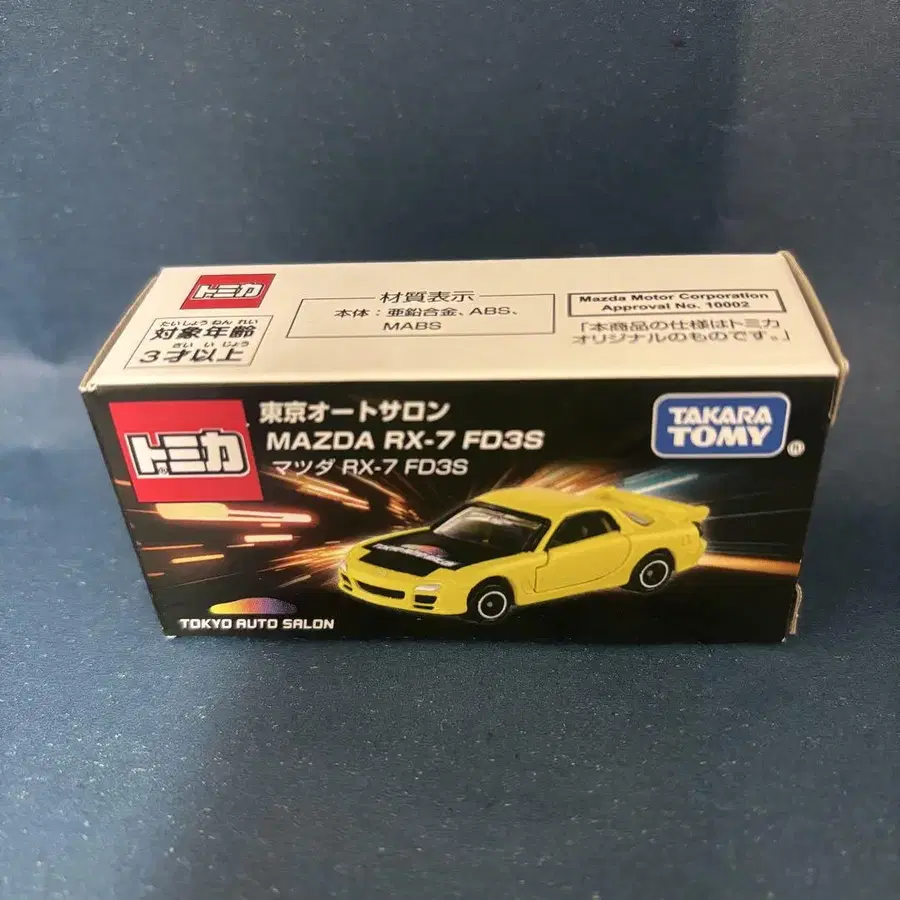 トミカ
たいしょうねんれい
対象年齢
さいいじょう
3才以上
材質表示
本体：亜鉛合金、ABS、
MABS
Mazda Motor Corporation
Approval No. 10002
「本商品の仕様はトミカ
オリジナルのものです。」
トミカ®
東京オートサロン
MAZDA RX-7 FD3S
マツダ RX-7 FD3S
TAKARA
TOMY®
TOKYO AUTO SALON